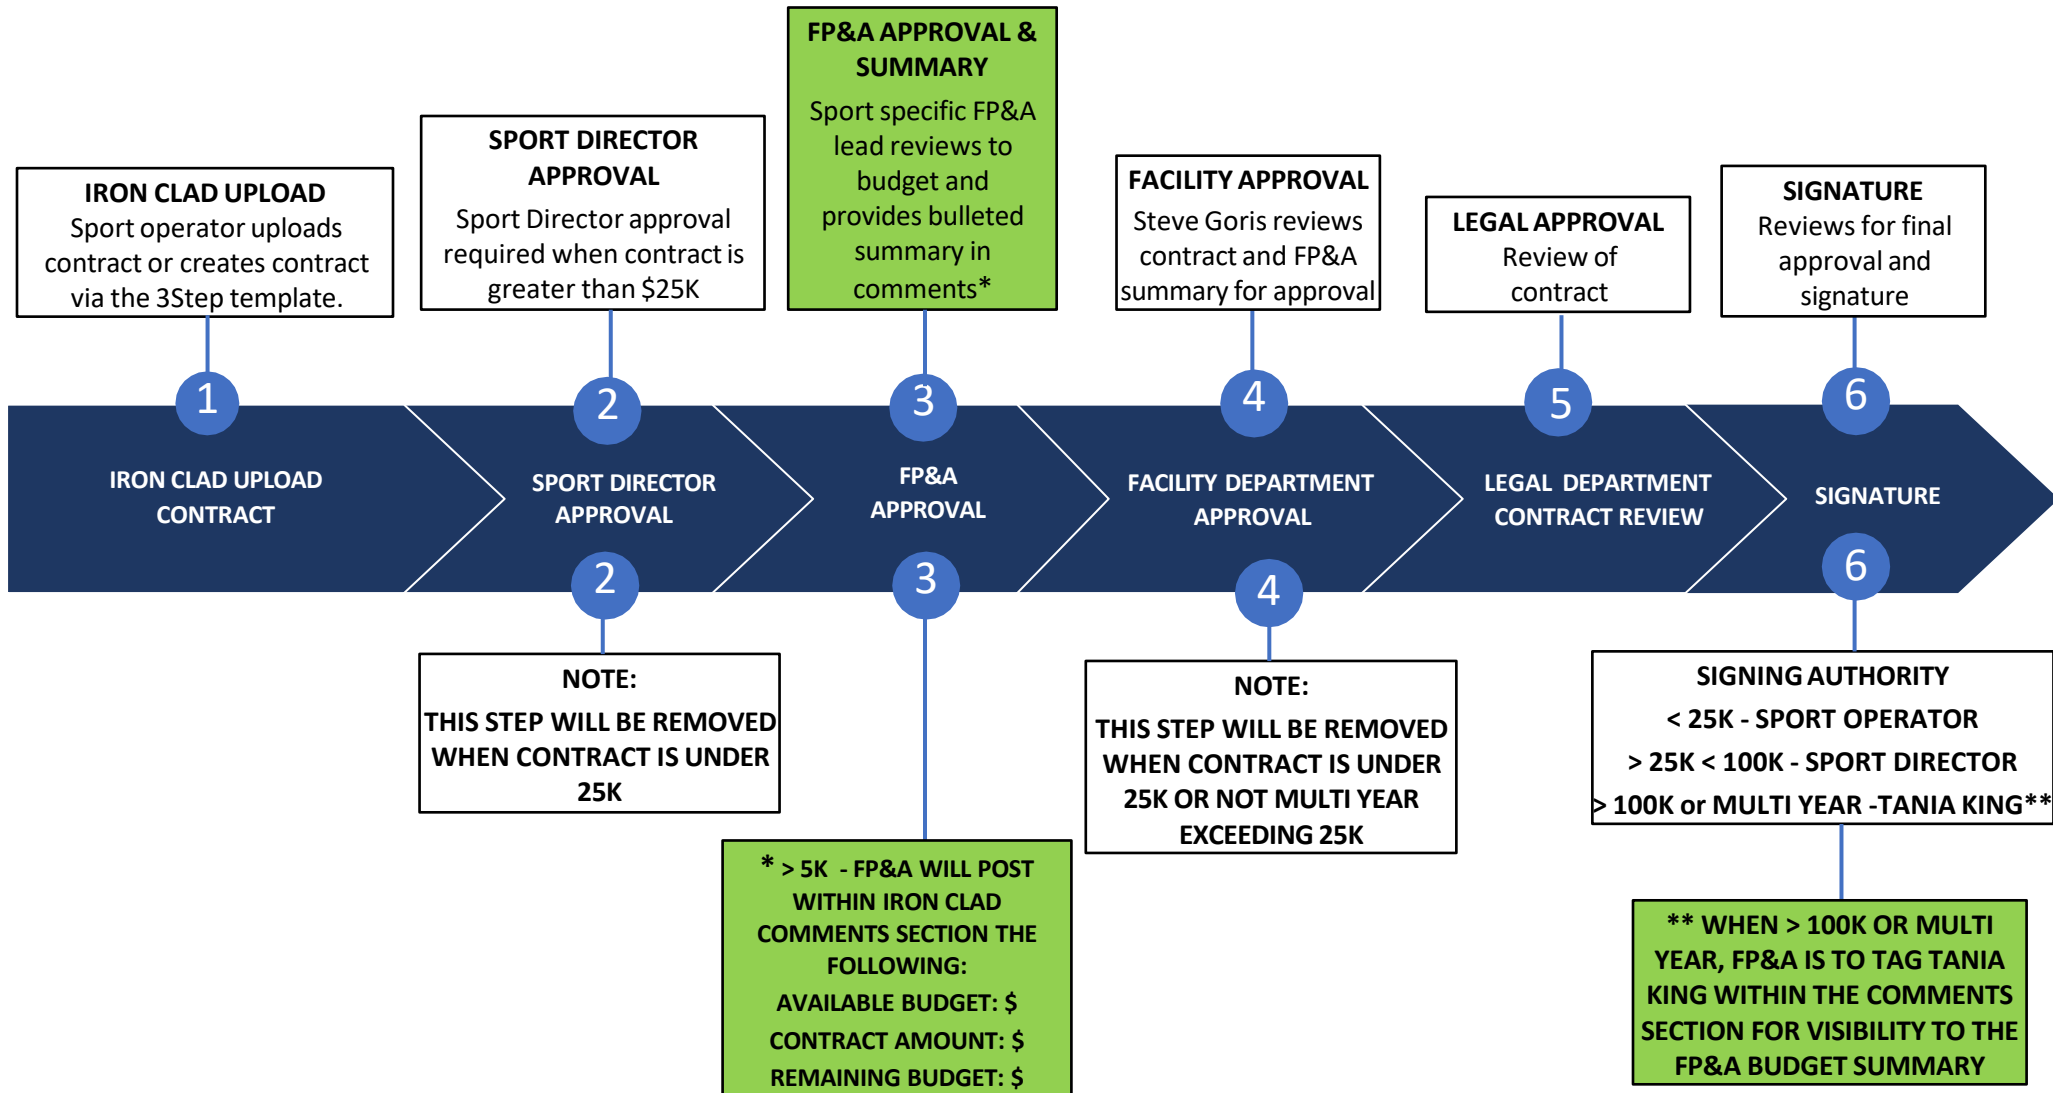 IRON CLAD UPLOAD
Sport operator uploads
contract or creates contract
via the 3Step template.
SPORT DIRECTOR
APPROVAL
Sport Director approval
required when contract is
greater than $25K
FP&A APPROVAL &
SUMMARY
Sport specific FP&A
lead reviews to
budget and
provides bulleted
summary in
comments*
FACILITY APPROVAL
Steve Goris reviews
contract and FP&A
summary for approval
LEGAL APPROVAL
Review of
contract
SIGNATURE
Reviews for final
approval and
signature
1
2
3
4
5
6
IRON CLAD UPLOAD
CONTRACT
SPORT DIRECTOR
APPROVAL
FP&A
APPROVAL
FACILITY DEPARTMENT
APPROVAL
LEGAL DEPARTMENT
CONTRACT REVIEW
SIGNATURE
2
3
4
6
NOTE:
THIS STEP WILL BE REMOVED
WHEN CONTRACT IS UNDER
25K
* > 5K - FP&A WILL POST
WITHIN IRON CLAD
COMMENTS SECTION THE
FOLLOWING:
AVAILABLE BUDGET: $
CONTRACT AMOUNT: $
REMAINING BUDGET: $
NOTE:
THIS STEP WILL BE REMOVED
WHEN CONTRACT IS UNDER
25K OR NOT MULTI YEAR
EXCEEDING 25K
SIGNING AUTHORITY
< 25K - SPORT OPERATOR
> 25K < 100K - SPORT DIRECTOR
> 100K or MULTI YEAR -TANIA KING**
** WHEN > 100K OR MULTI
YEAR, FP&A IS TO TAG TANIA
KING WITHIN THE COMMENTS
SECTION FOR VISIBILITY TO THE
FP&A BUDGET SUMMARY